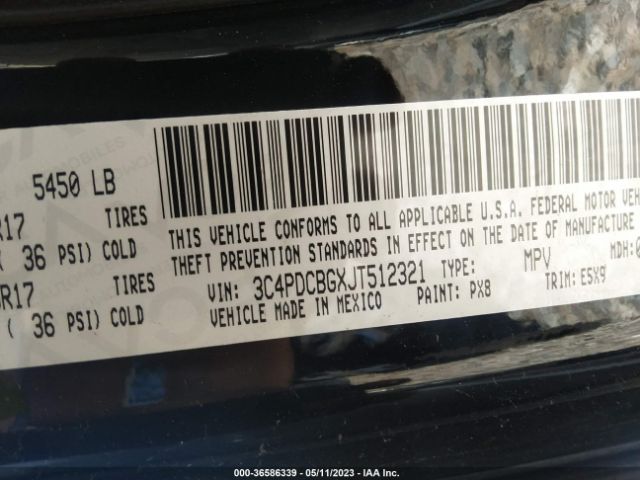 5450 LB
R17 TIRES
( 36 PSI) COLD
R17 TIRES
( 36 PSI) COLD
THIS VEHICLE CONFORMS TO ALL APPLICABLE U.S.A. FEDERAL MOTOR
THEFT PREVENTION STANDARDS IN EFFECT ON THE DATE OF MANUFACTURE
VIN: 3C4PDCBGXJT512321 TYPE: MPV MDH:
VEHICLE MADE IN MEXICO PAINT: PX8 TRIM: E5X9
000-36586339 - 05/11/2023 - IAA Inc.